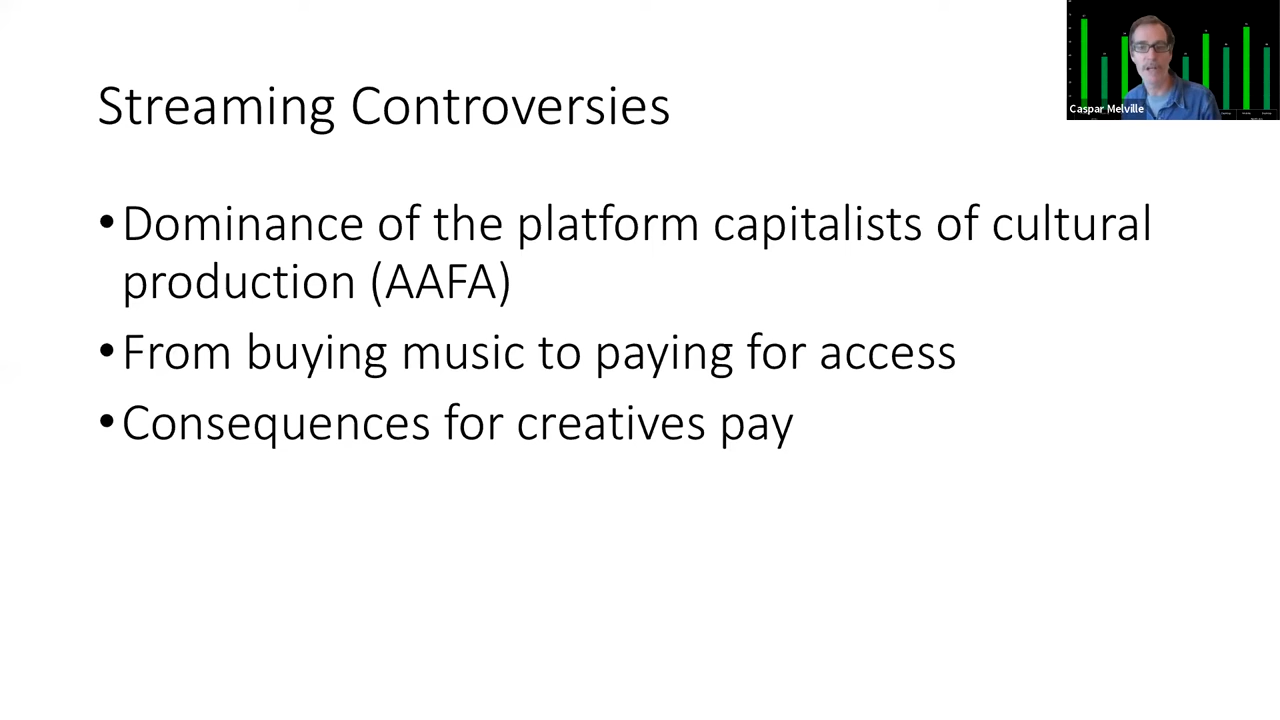 Streaming Controversies
Caspar Melville
•Dominance of the platform capitalists of cultural
production (AAFA)
•From buying music to paying for access
•Consequences for creatives pay